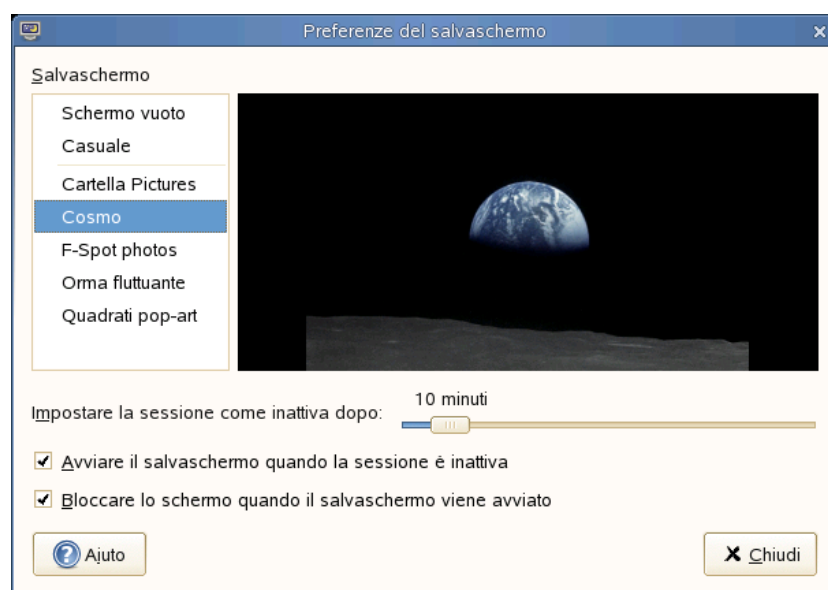 Preferenze del salvaschermo
Salvaschermo
Schermo vuoto
Casuale
Cartella Pictures
Cosmo
F-Spot photos
Orma fluttuante
Quadrati pop-art
10 minuti
Impostare la sessione come inattiva dopo:
Avviare il salvaschermo quando la sessione è inattiva
Bloccare lo schermo quando il salvaschermo viene avviato
Aiuto
Chiudi